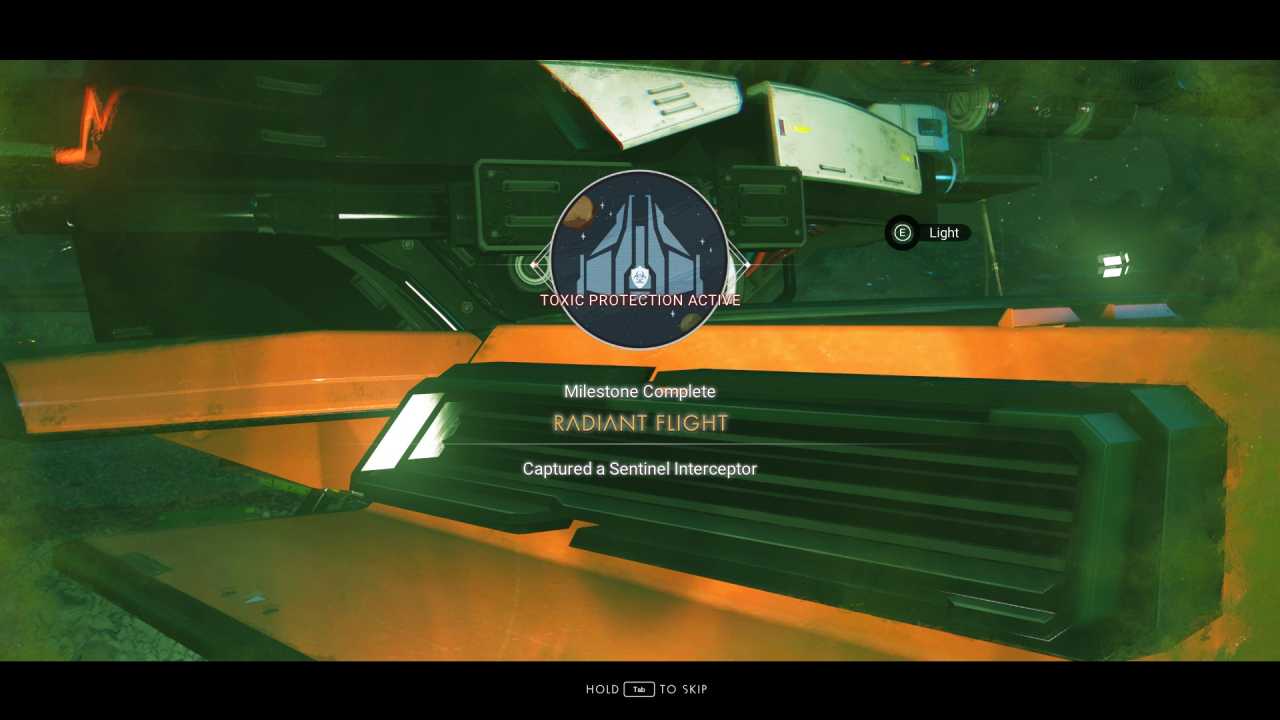 E Light
TOXIC PROTECTION ACTIVE
Milestone Complete
RADIANT FLIGHT
Captured a Sentinel Interceptor
HOLD Tab TO SKIP